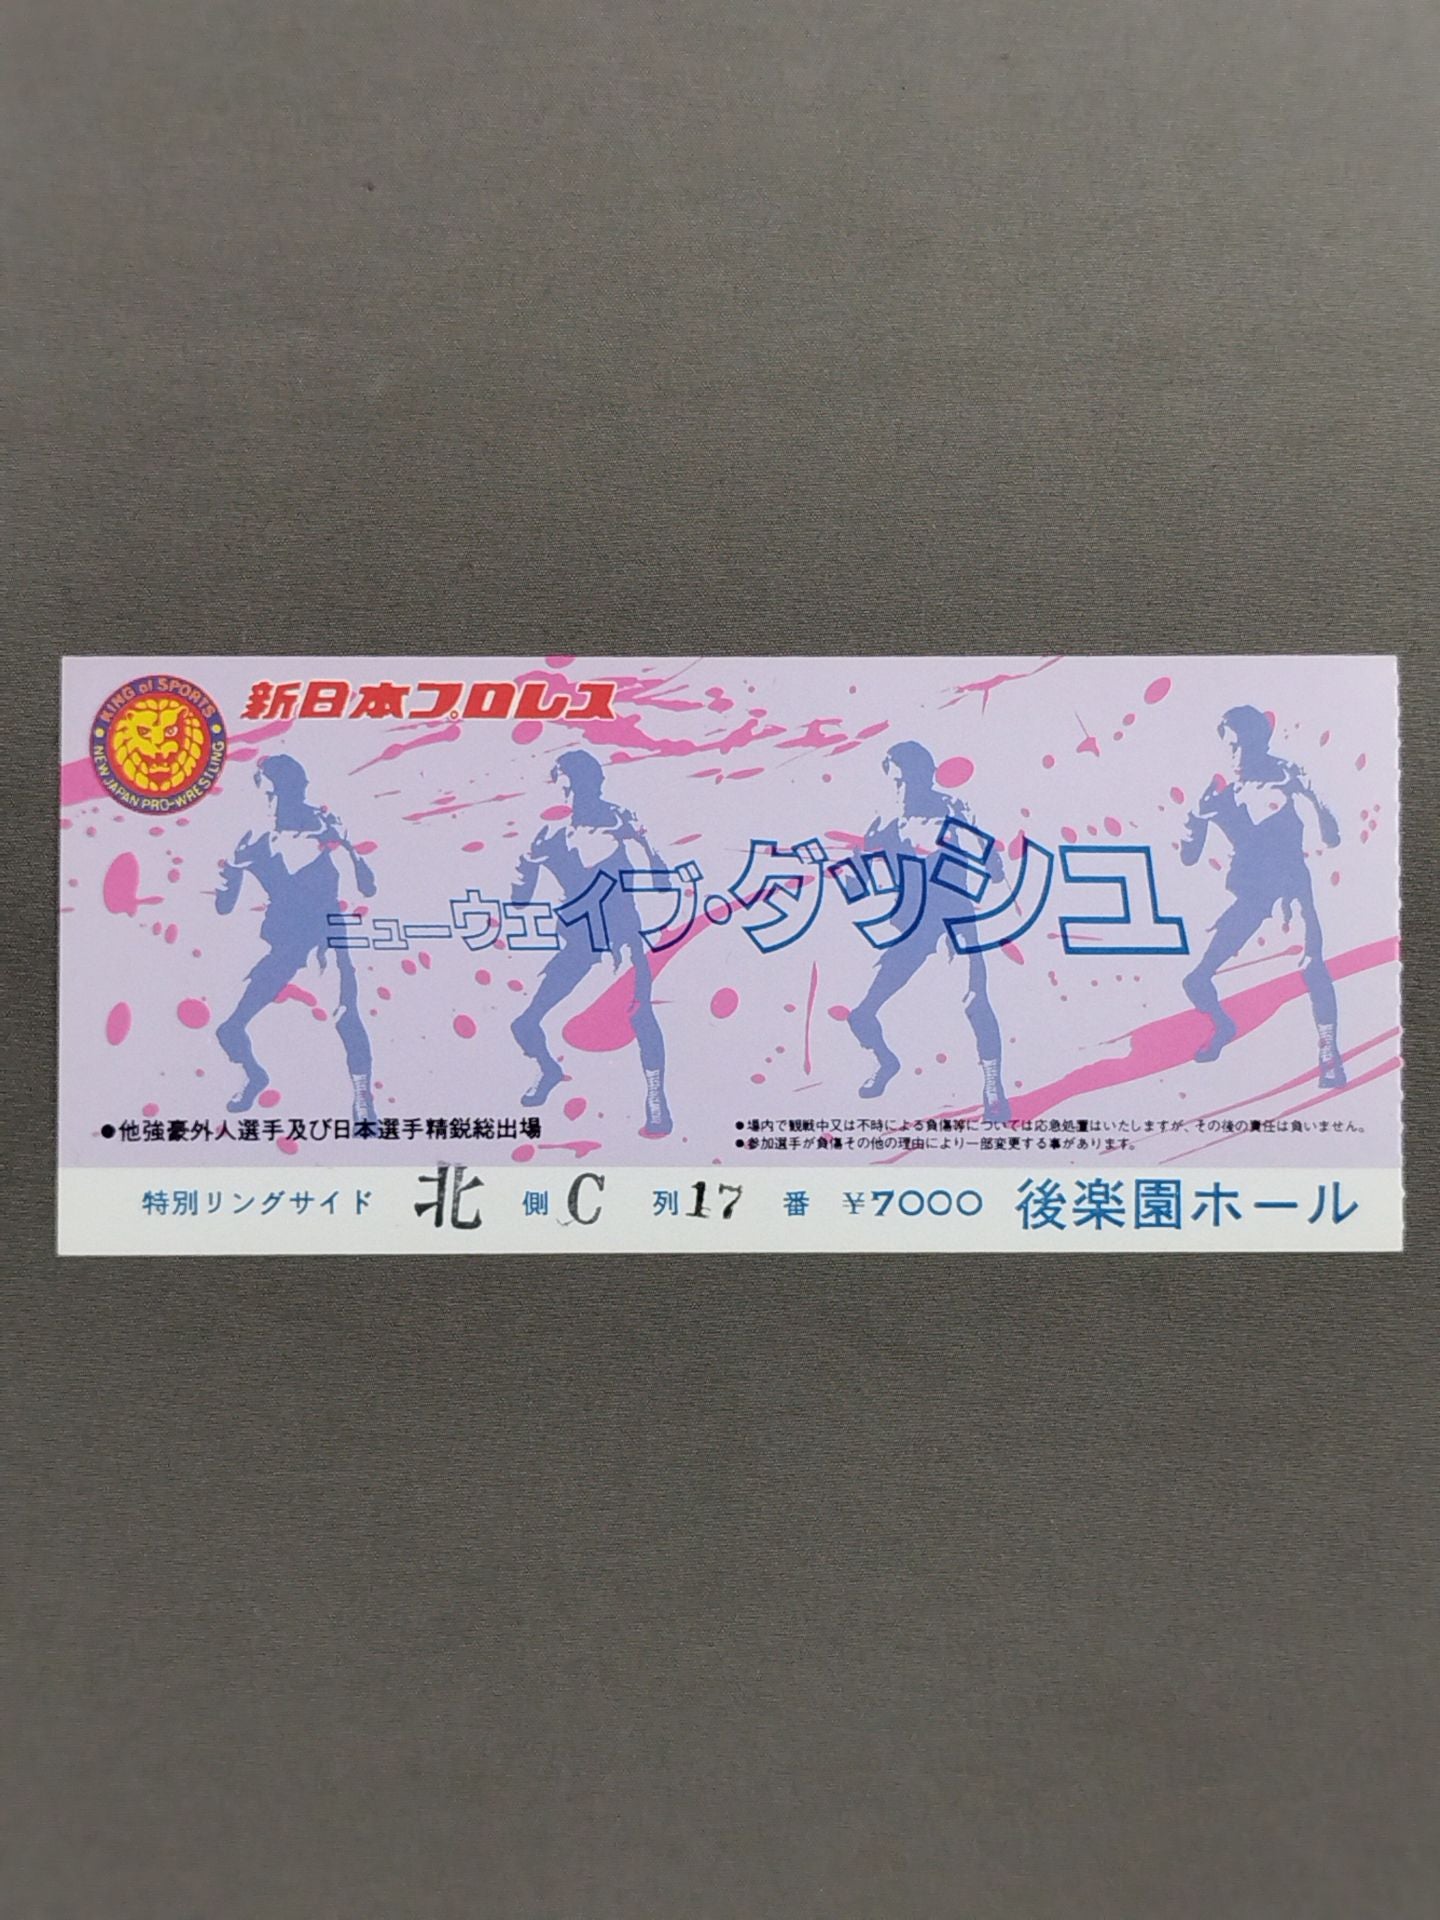 KING of SPORTS
NEW JAPAN PRO-WRESTLING
新日本プロレス
ニューウェイブ・ダッシュ
●他強豪外人選手及び日本選手精鋭総出場
●場内で観戦中又は不時による負傷等については応急処置はいたしますが、その後の責任は負いません。
●参加選手が負傷その他の理由により一部変更する事があります。
特別リングサイド 北 側 C 列 17 番 ¥7000 後楽園ホール